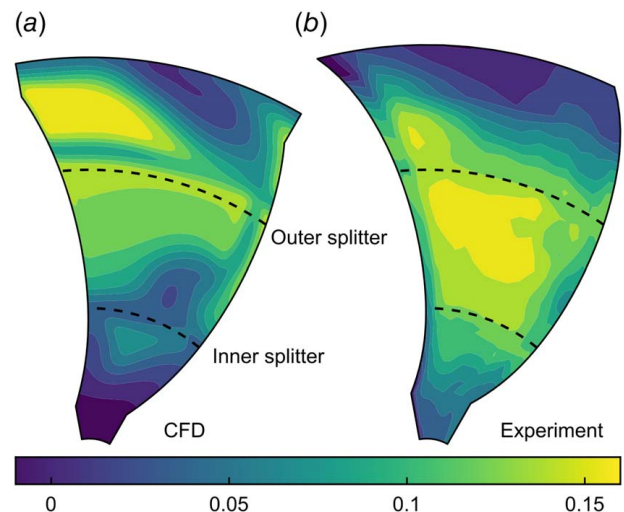 (a)
(b)
Outer splitter
Inner splitter
CFD
Experiment
0
0.05
0.1
0.15